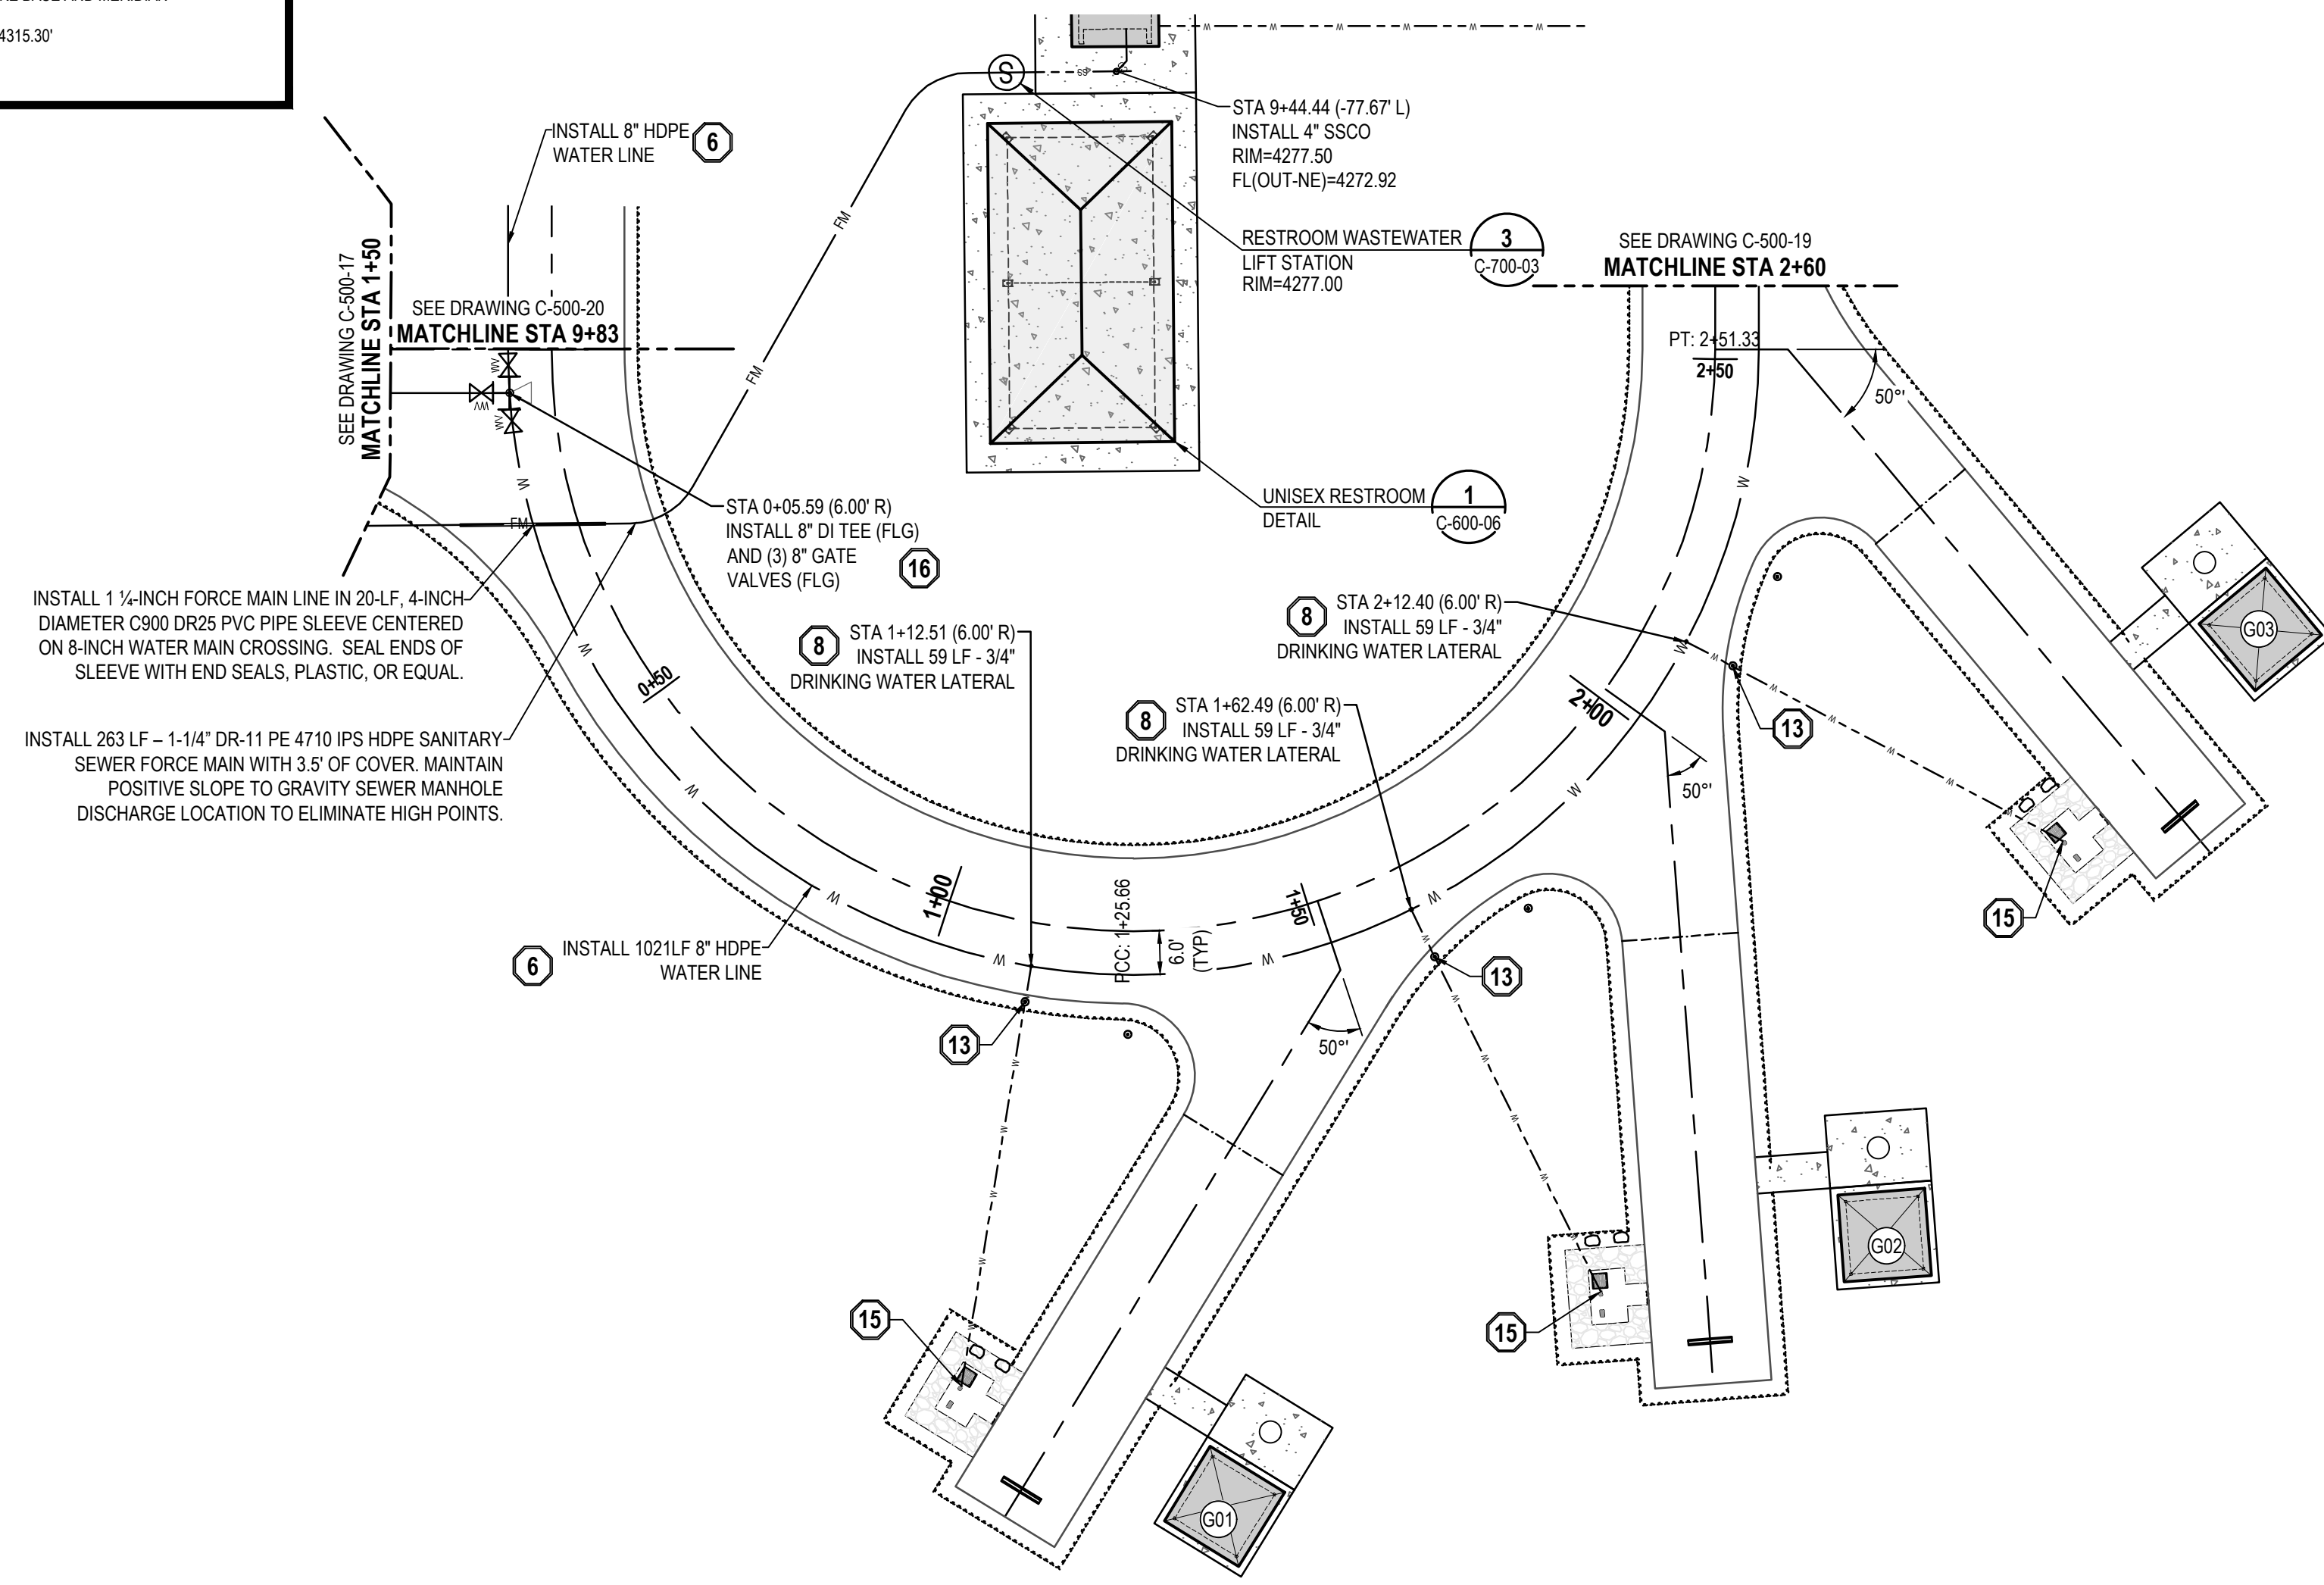 4315.30'
S
STA 9+44.44 (-77.67' L)
INSTALL 4" SSCO
RIM=4277.50
FL(OUT-NE)=4272.92
INSTALL 8" HDPE
WATER LINE
6
RESTROOM WASTEWATER
LIFT STATION
RIM=4277.00
3
C-700-03
SEE DRAWING C-500-19
MATCHLINE STA 2+60
SEE DRAWING C-500-17
MATCHLINE STA 1+50
SEE DRAWING C-500-20
MATCHLINE STA 9+83
PT: 2+51.33
2+50
50°'
UNISEX RESTROOM
DETAIL
1
C-600-06
STA 0+05.59 (6.00' R)
INSTALL 8" DI TEE (FLG)
AND (3) 8" GATE
VALVES (FLG)
16
INSTALL 1 ¼-INCH FORCE MAIN LINE IN 20-LF, 4-INCH
DIAMETER C900 DR25 PVC PIPE SLEEVE CENTERED
ON 8-INCH WATER MAIN CROSSING. SEAL ENDS OF
SLEEVE WITH END SEALS, PLASTIC, OR EQUAL.
8
STA 1+12.51 (6.00' R)
INSTALL 59 LF - 3/4"
DRINKING WATER LATERAL
8
STA 2+12.40 (6.00' R)
INSTALL 59 LF - 3/4"
DRINKING WATER LATERAL
8
STA 1+62.49 (6.00' R)
INSTALL 59 LF - 3/4"
DRINKING WATER LATERAL
INSTALL 263 LF – 1-1/4" DR-11 PE 4710 IPS HDPE SANITARY
SEWER FORCE MAIN WITH 3.5' OF COVER. MAINTAIN
POSITIVE SLOPE TO GRAVITY SEWER MANHOLE
DISCHARGE LOCATION TO ELIMINATE HIGH POINTS.
0+50
2+00
50°'
13
G03
15
1+00
PCC: 1+25.66
6.0'
(TYP)
1+50
6
INSTALL 1021LF 8" HDPE
WATER LINE
13
13
50°'
G02
15
15
G01
FM
FM
FM
WV
WV
WV
SS
W
W
W
W
W
W
W
W
W
W
W